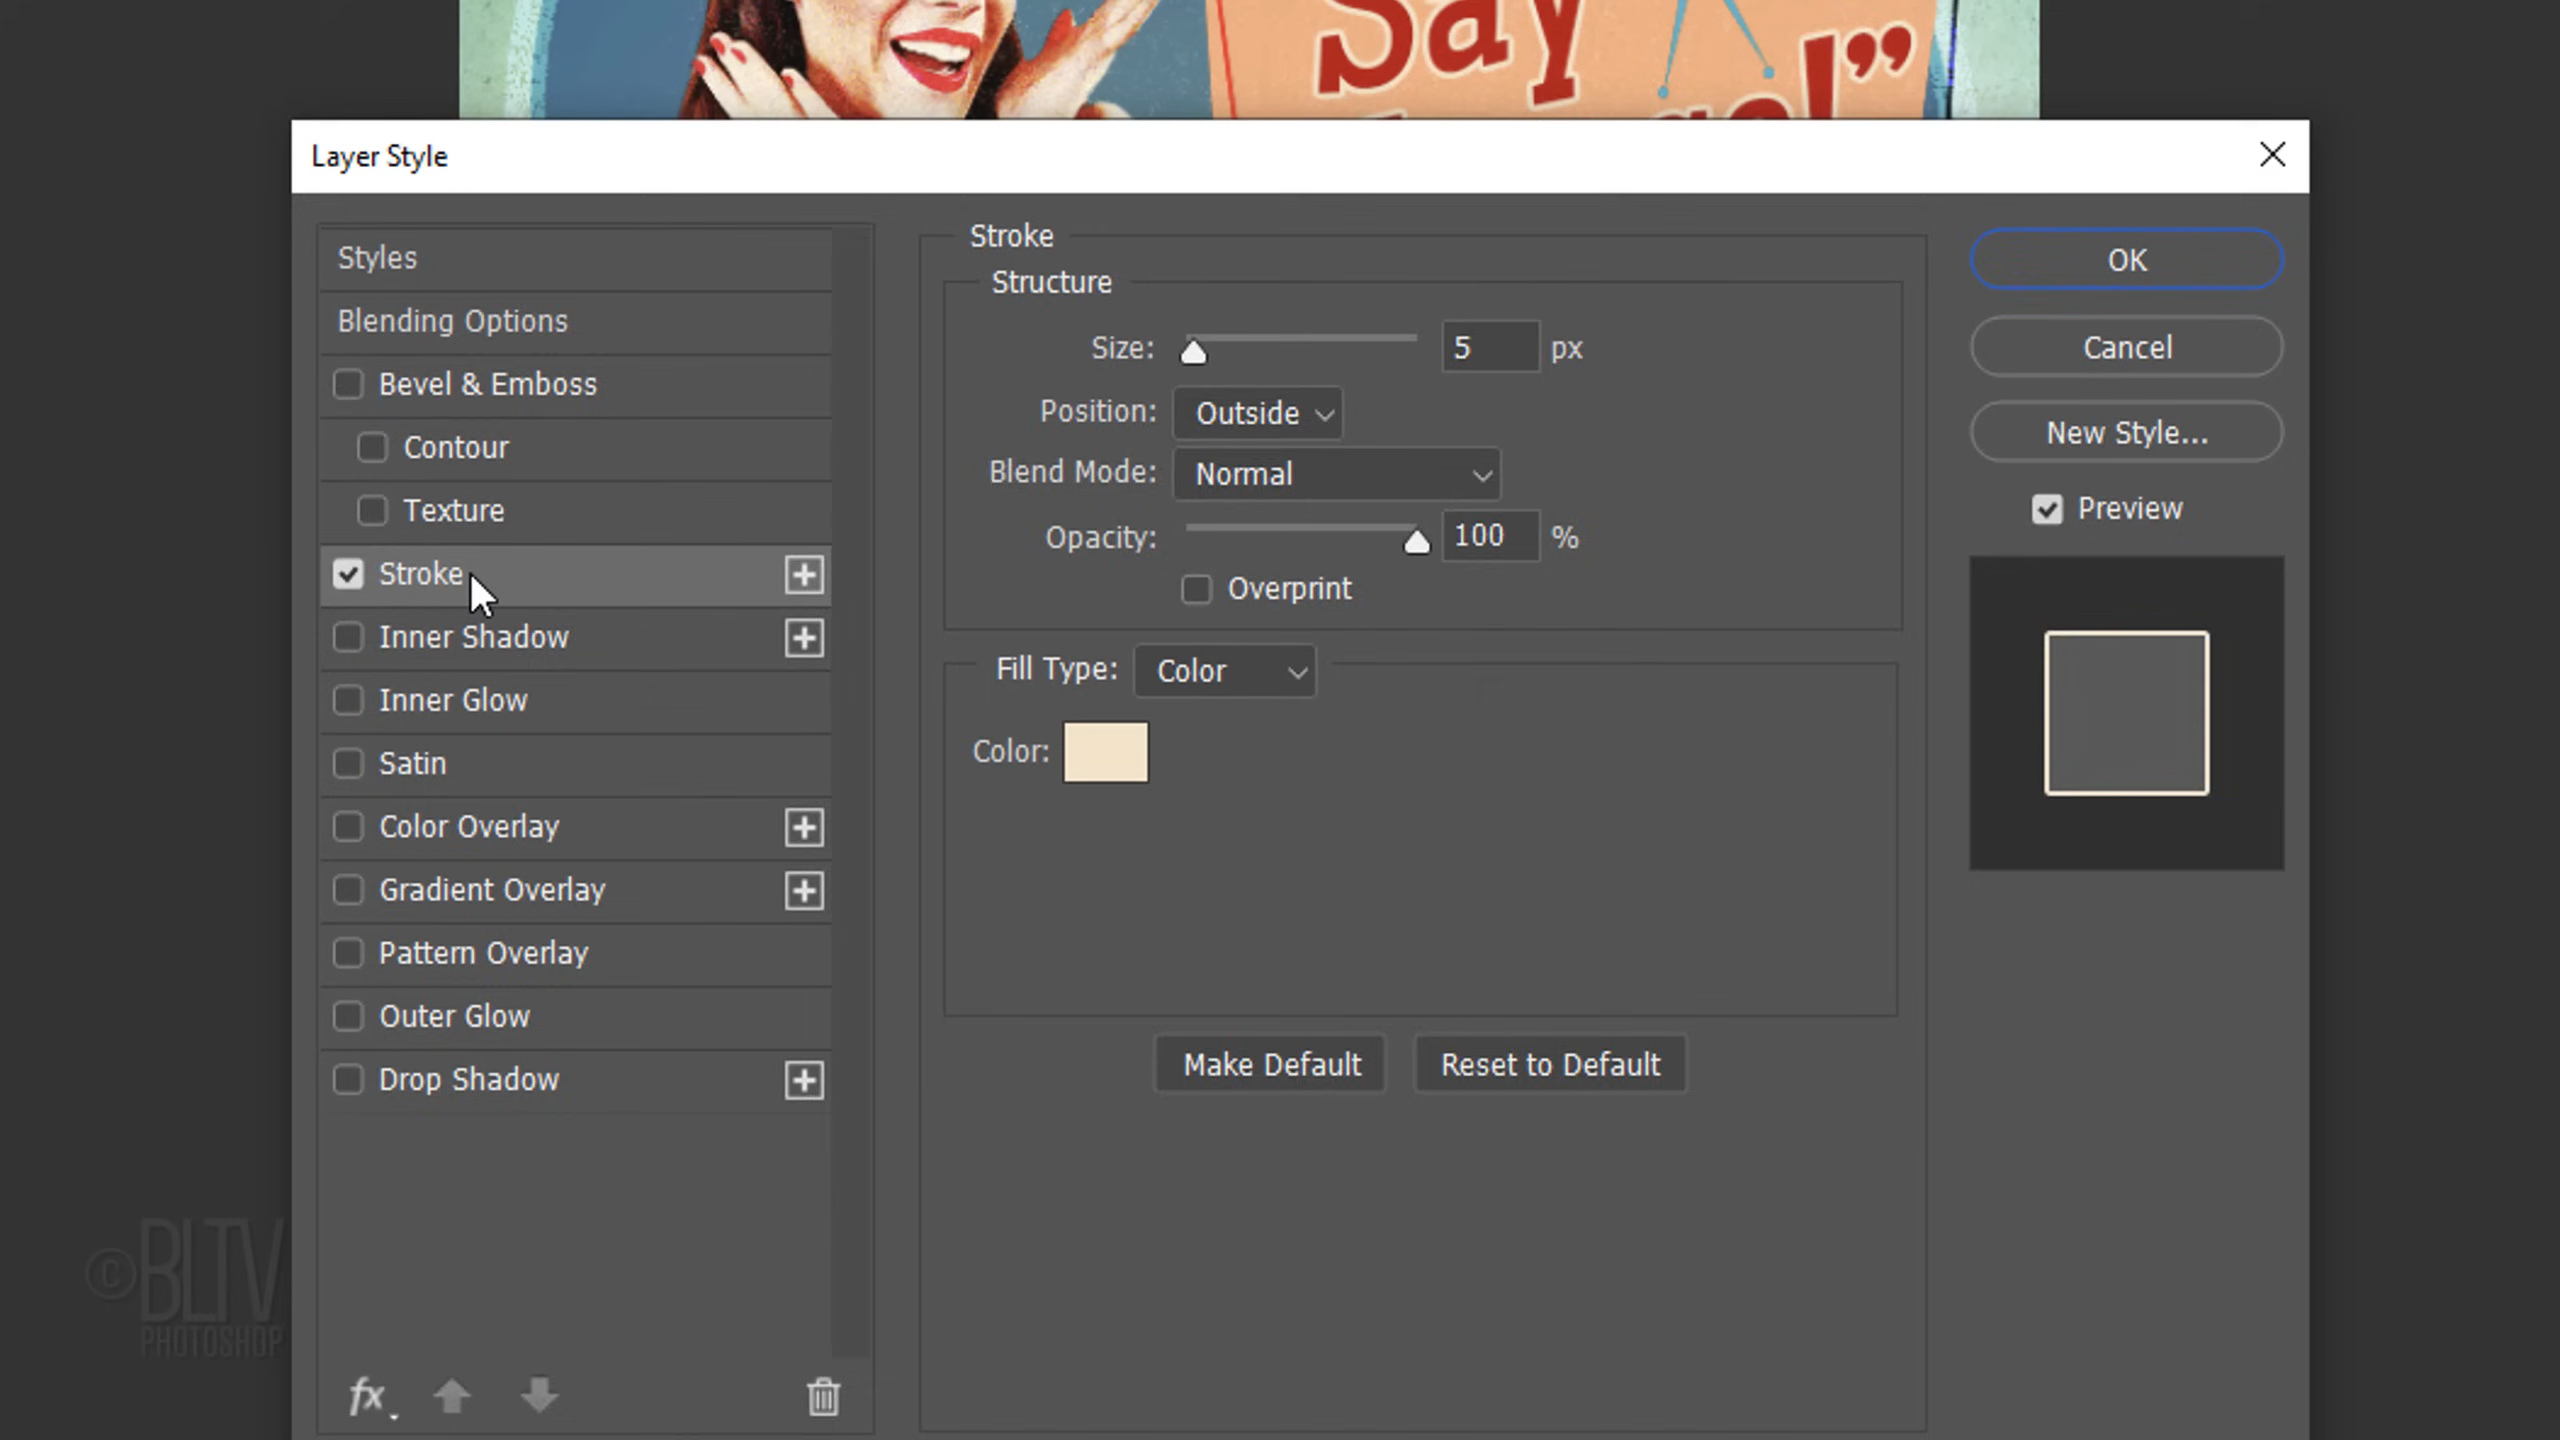 Say
!”
Layer Style
Styles
Blending Options
Bevel & Emboss
Contour
Texture
Stroke
Inner Shadow
Inner Glow
Satin
Color Overlay
Gradient Overlay
Pattern Overlay
Outer Glow
Drop Shadow
fx
Stroke
Structure
Size: 5 px
Position: Outside
Blend Mode: Normal
Opacity: 100 %
Overprint
Fill Type: Color
Color:
Make Default Reset to Default
OK
Cancel
New Style...
Preview
©BLTV
PHOTOSHOP